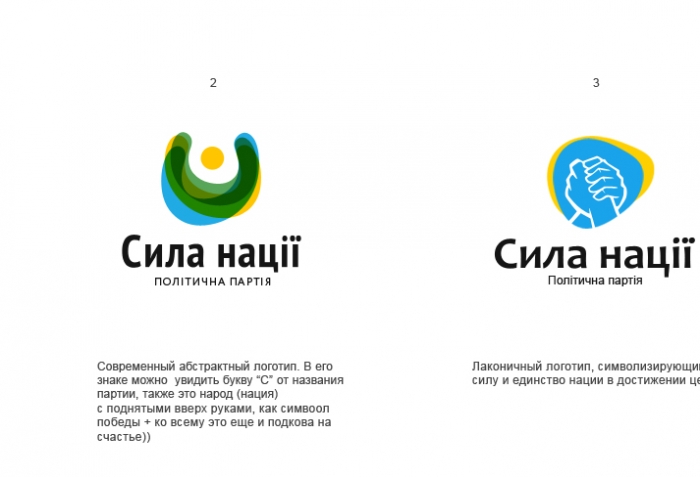 2
Сила нації
ПОЛІТИЧНА ПАРТІЯ
Современный абстрактный логотип. В его
знаке можно увидить букву “С” от названия
партии, также это народ (нация)
с поднятыми вверх руками, как симвоол
победы + ко всему это еще и подкова на
счастье))
3
Сила нації
Політична партія
Лаконичный логотип, символизирующи
силу и единство нации в достижении це